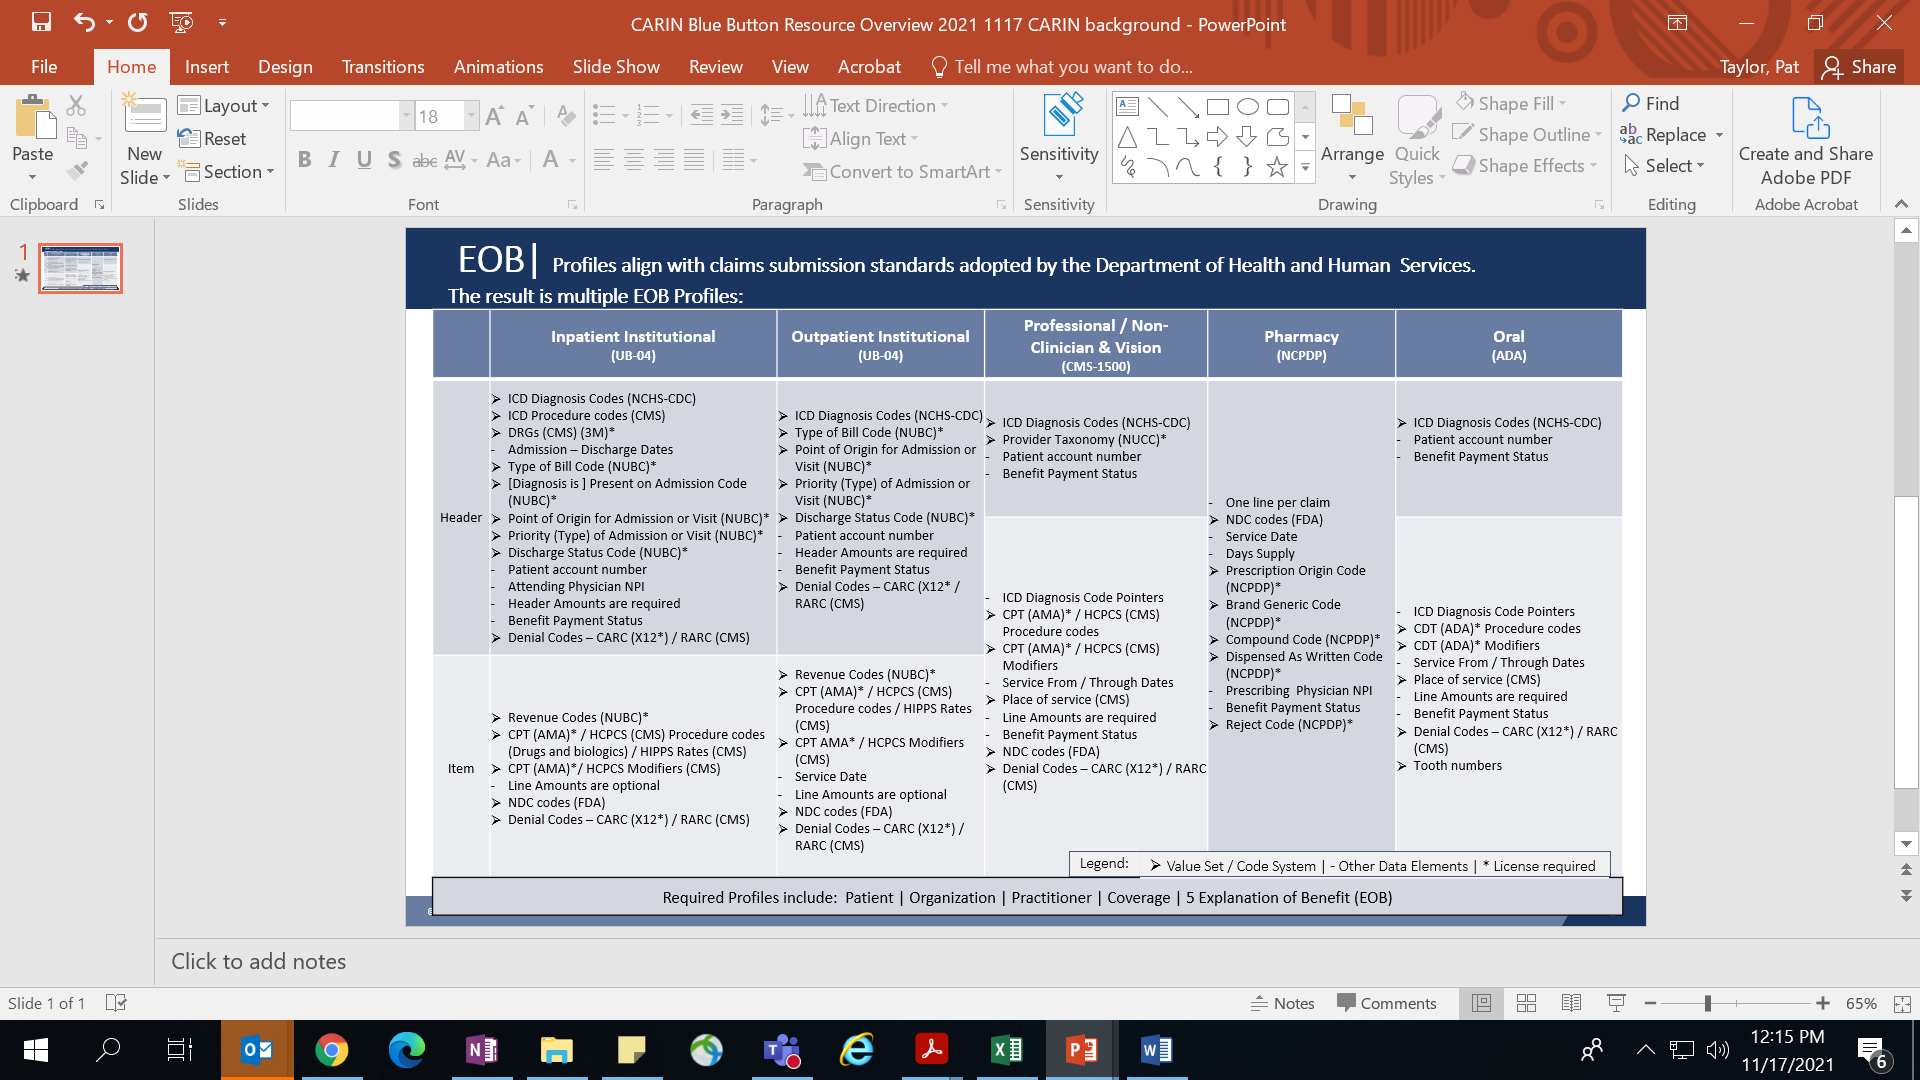 CARIN Blue Button Resource Overview 2021 1117 CARIN background - PowerPoint
File
Home
Insert
Design
Transitions
Animations
Slide Show
Review
View
Acrobat
Tell me what you want to do...
Taylor, Pat
Share
Paste
Clipboard
New
Slide
Layout
Reset
Section
Slides
18
B I U S abc AV Aa A
Font
Text Direction
Align Text
Convert to SmartArt
Paragraph
Sensitivity
Sensitivity
Arrange
Quick
Styles
Shape Fill
Shape Outline
Shape Effects
Drawing
Find
Replace
Select
Editing
Create and Share
Adobe PDF
Adobe Acrobat
1
EOB| Profiles align with claims submission standards adopted by the Department of Health and Human Services.
The result is multiple EOB Profiles:
Inpatient Institutional
(UB-04)
Outpatient Institutional
(UB-04)
Professional / Non-
Clinician & Vision
(CMS-1500)
Pharmacy
(NCPDP)
Oral
(ADA)
Header
➢ ICD Diagnosis Codes (NCHS-CDC)
➢ ICD Procedure codes (CMS)
➢ DRGs (CMS) (3M)*
- Admission – Discharge Dates
➢ Type of Bill Code (NUBC)*
➢ [Diagnosis is ] Present on Admission Code
(NUBC)*
➢ Point of Origin for Admission or Visit (NUBC)*
➢ Priority (Type) of Admission or Visit (NUBC)*
➢ Discharge Status Code (NUBC)*
- Patient account number
- Attending Physician NPI
- Header Amounts are required
- Benefit Payment Status
➢ Denial Codes – CARC (X12*) / RARC (CMS)
➢ ICD Diagnosis Codes (NCHS-CDC)
➢ Type of Bill Code (NUBC)*
➢ Point of Origin for Admission or
Visit (NUBC)*
➢ Priority (Type) of Admission or
Visit (NUBC)*
➢ Discharge Status Code (NUBC)*
- Patient account number
- Header Amounts are required
- Benefit Payment Status
➢ Denial Codes – CARC (X12* /
RARC (CMS)
➢ ICD Diagnosis Codes (NCHS-CDC)
➢ Provider Taxonomy (NUCC)*
- Patient account number
- Benefit Payment Status
- One line per claim
➢ NDC codes (FDA)
- Service Date
- Days Supply
➢ Prescription Origin Code
(NCPDP)*
➢ Brand Generic Code
(NCPDP)*
➢ Compound Code (NCPDP)*
➢ Dispensed As Written Code
(NCPDP)*
- Prescribing Physician NPI
- Benefit Payment Status
➢ Reject Code (NCPDP)*
➢ ICD Diagnosis Codes (NCHS-CDC)
- Patient account number
- Benefit Payment Status
Item
➢ Revenue Codes (NUBC)*
➢ CPT (AMA)* / HCPCS (CMS) Procedure codes
(Drugs and biologics) / HIPPS Rates (CMS)
➢ CPT (AMA)*/ HCPCS Modifiers (CMS)
- Line Amounts are optional
➢ NDC codes (FDA)
➢ Denial Codes – CARC (X12*) / RARC (CMS)
➢ Revenue Codes (NUBC)*
➢ CPT (AMA)* / HCPCS (CMS)
Procedure codes / HIPPS Rates
(CMS)
➢ CPT AMA* / HCPCS Modifiers
(CMS)
- Service Date
- Line Amounts are optional
➢ NDC codes (FDA)
➢ Denial Codes – CARC (X12*) /
RARC (CMS)
- ICD Diagnosis Code Pointers
➢ CPT (AMA)* / HCPCS (CMS)
Procedure codes
➢ CPT (AMA)* / HCPCS (CMS)
Modifiers
- Service From / Through Dates
➢ Place of service (CMS)
- Line Amounts are required
- Benefit Payment Status
➢ NDC codes (FDA)
➢ Denial Codes – CARC (X12*) / RARC
(CMS)
- ICD Diagnosis Code Pointers
➢ CDT (ADA)* Procedure codes
➢ CDT (ADA)* Modifiers
- Service From / Through Dates
➢ Place of service (CMS)
- Line Amounts are required
- Benefit Payment Status
➢ Denial Codes – CARC (X12*) / RARC
(CMS)
➢ Tooth numbers
Legend: ➢ Value Set / Code System | - Other Data Elements | * License required
Required Profiles include: Patient | Organization | Practitioner | Coverage | 5 Explanation of Benefit (EOB)
Click to add notes
Slide 1 of 1
Notes
Comments
65%
12:15 PM
11/17/2021
6